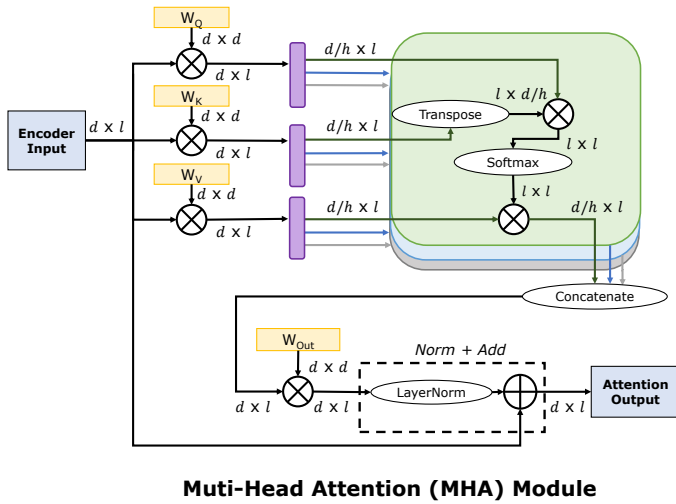 W_Q
d x d
d/h x l
d x l
W_K
l x d/h
Transpose
d x d
Encoder
Input
d x l
d/h x l
l x l
d x l
Softmax
W_V
d x d
l x l
d/h x l
d/h x l
d x l
Concatenate
W_Out
Norm + Add
d x d
LayerNorm
Attention
Output
d x l
d x l
d x l
Muti-Head Attention (MHA) Module